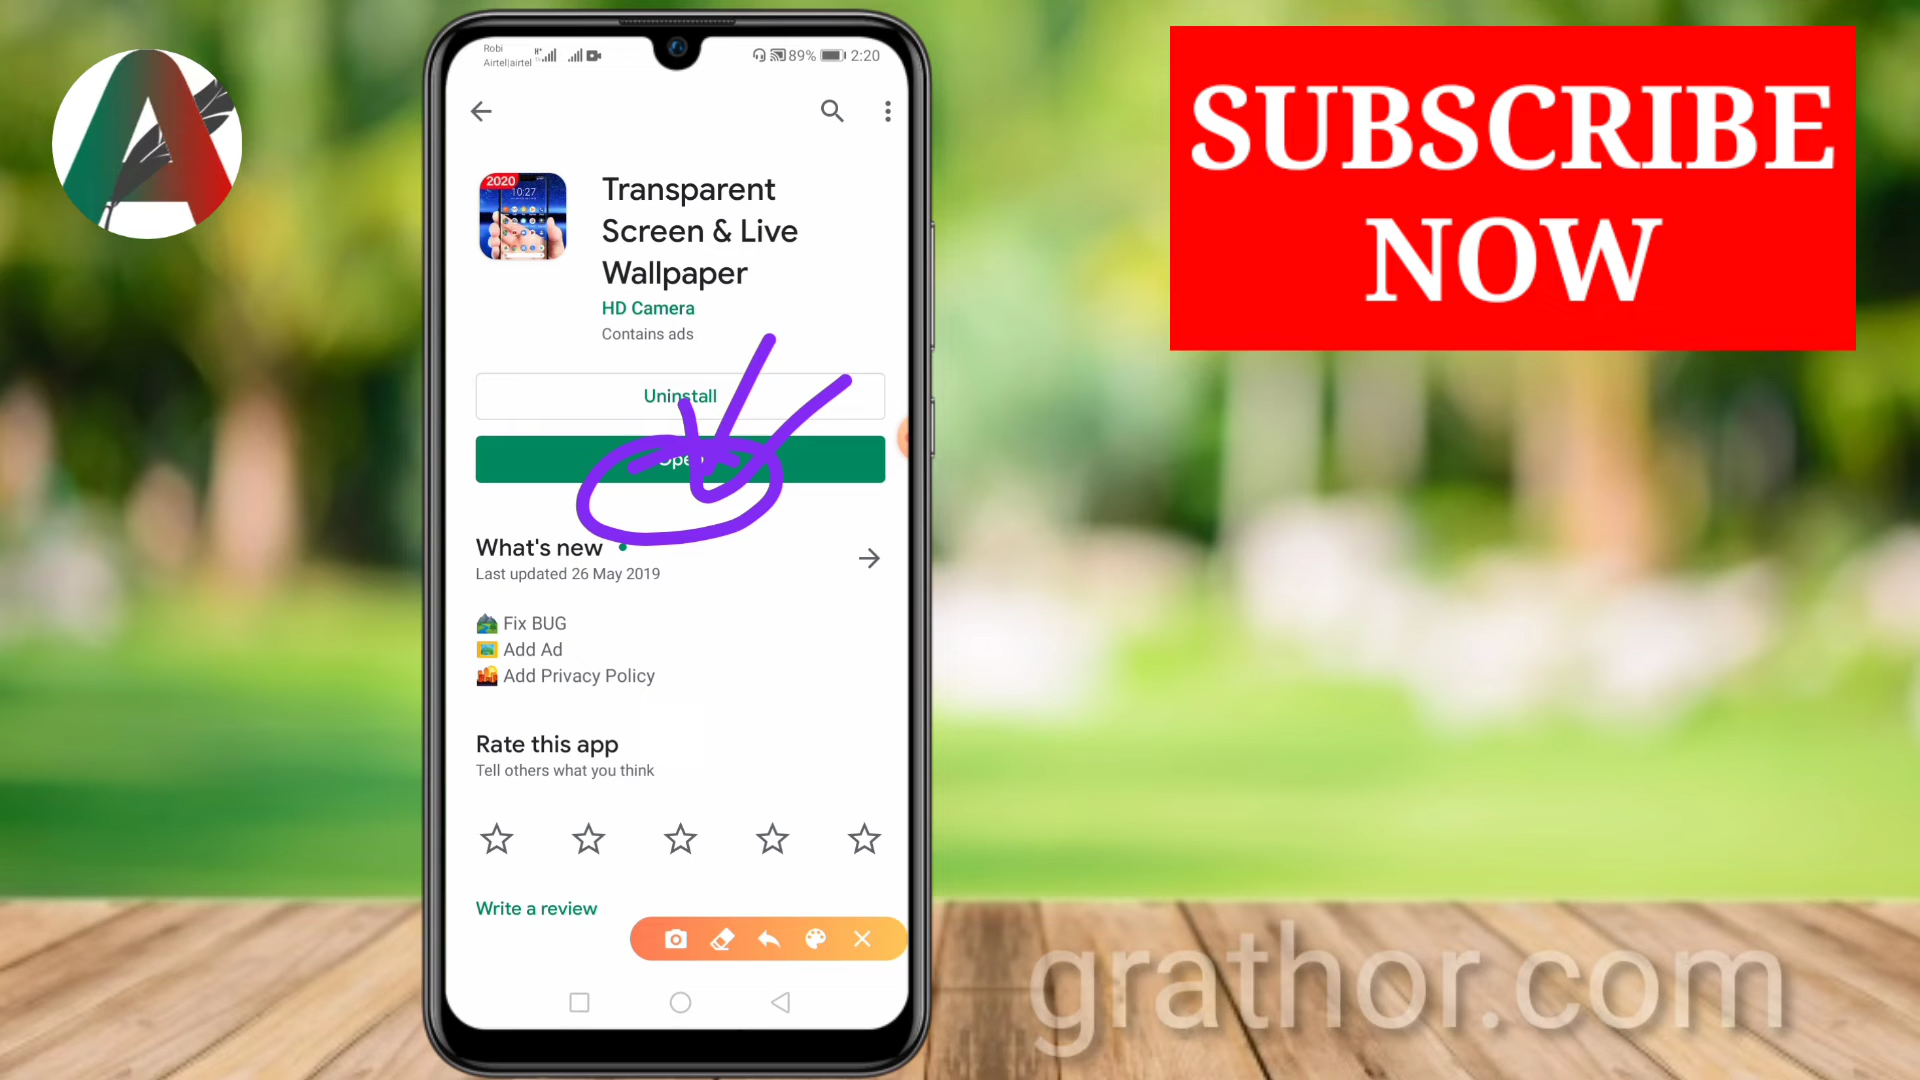 SUBSCRIBE
NOW
Robi
Airtel|airtel
89%
2:20
2020
10:27
Transparent
Screen & Live
Wallpaper
HD Camera
Contains ads
Uninstall
Open
What's new
Last updated 26 May 2019
Fix BUG
Add Ad
Add Privacy Policy
Rate this app
Tell others what you think
Write a review
grathor.com